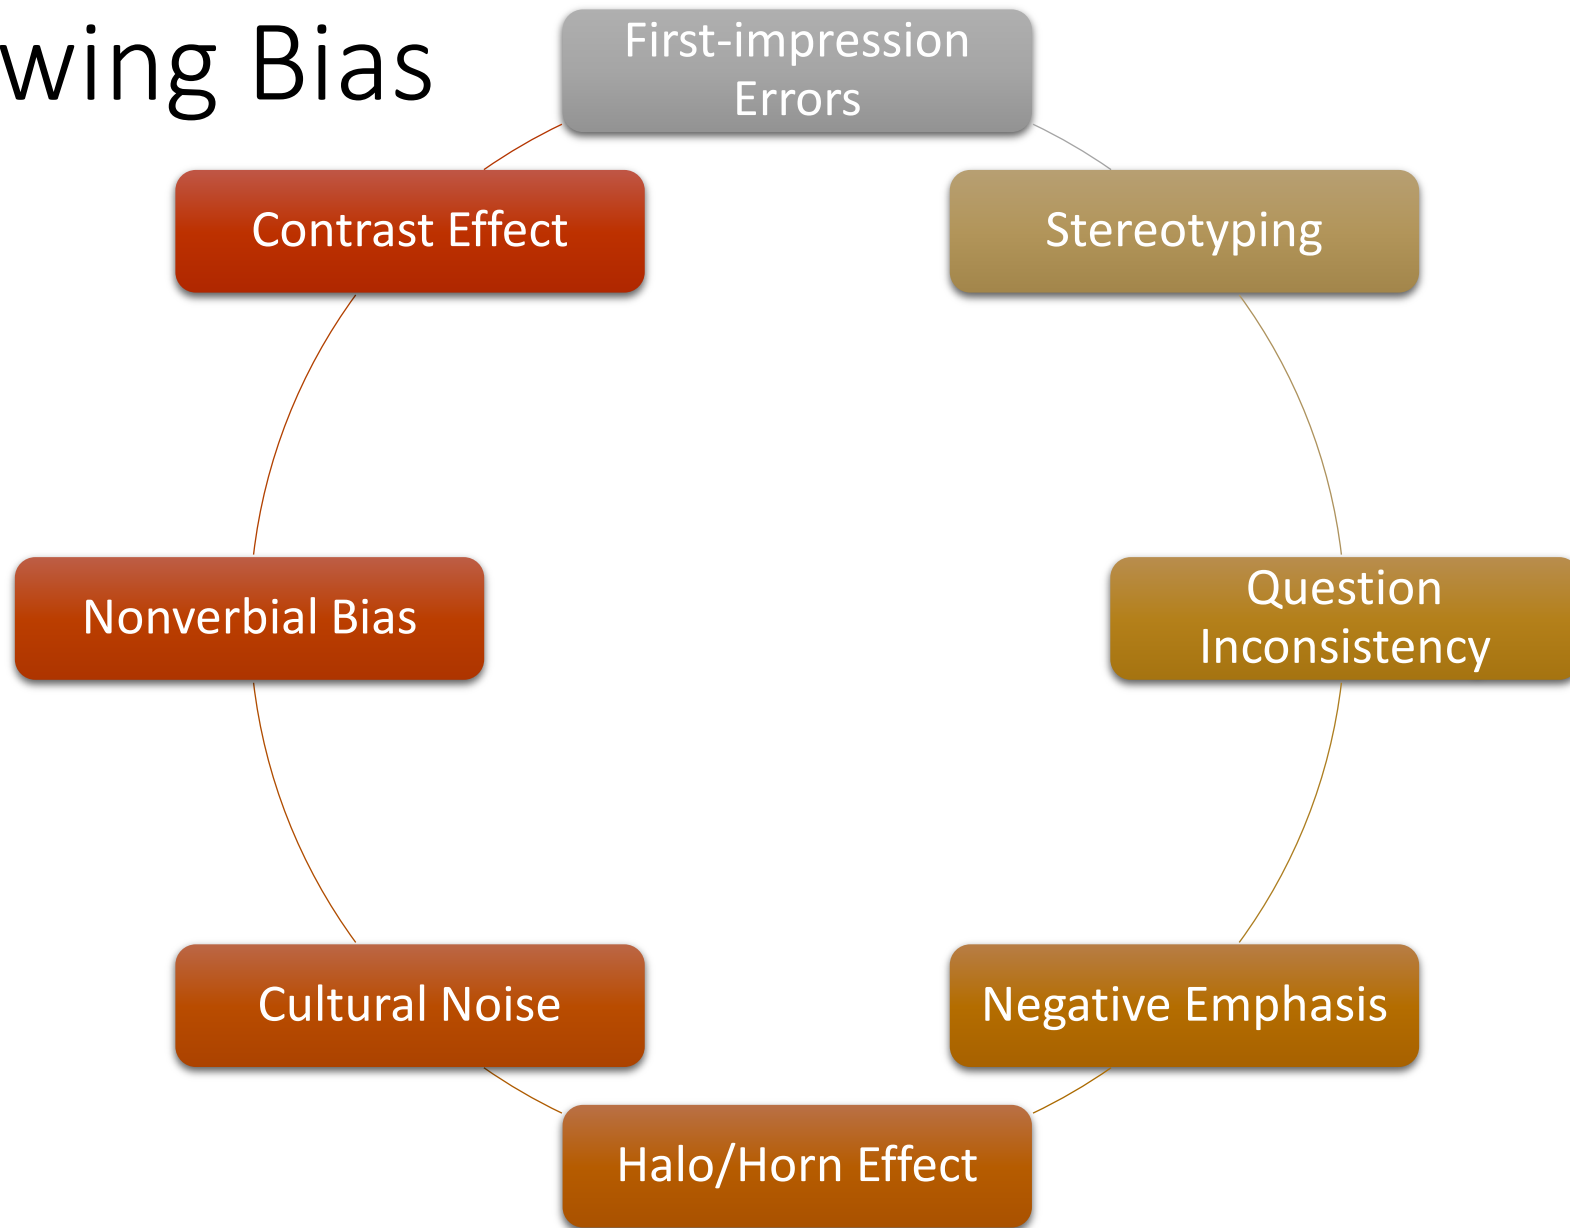 wing Bias
First-impression
Errors
Stereotyping
Question
Inconsistency
Negative Emphasis
Halo/Horn Effect
Cultural Noise
Nonverbial Bias
Contrast Effect